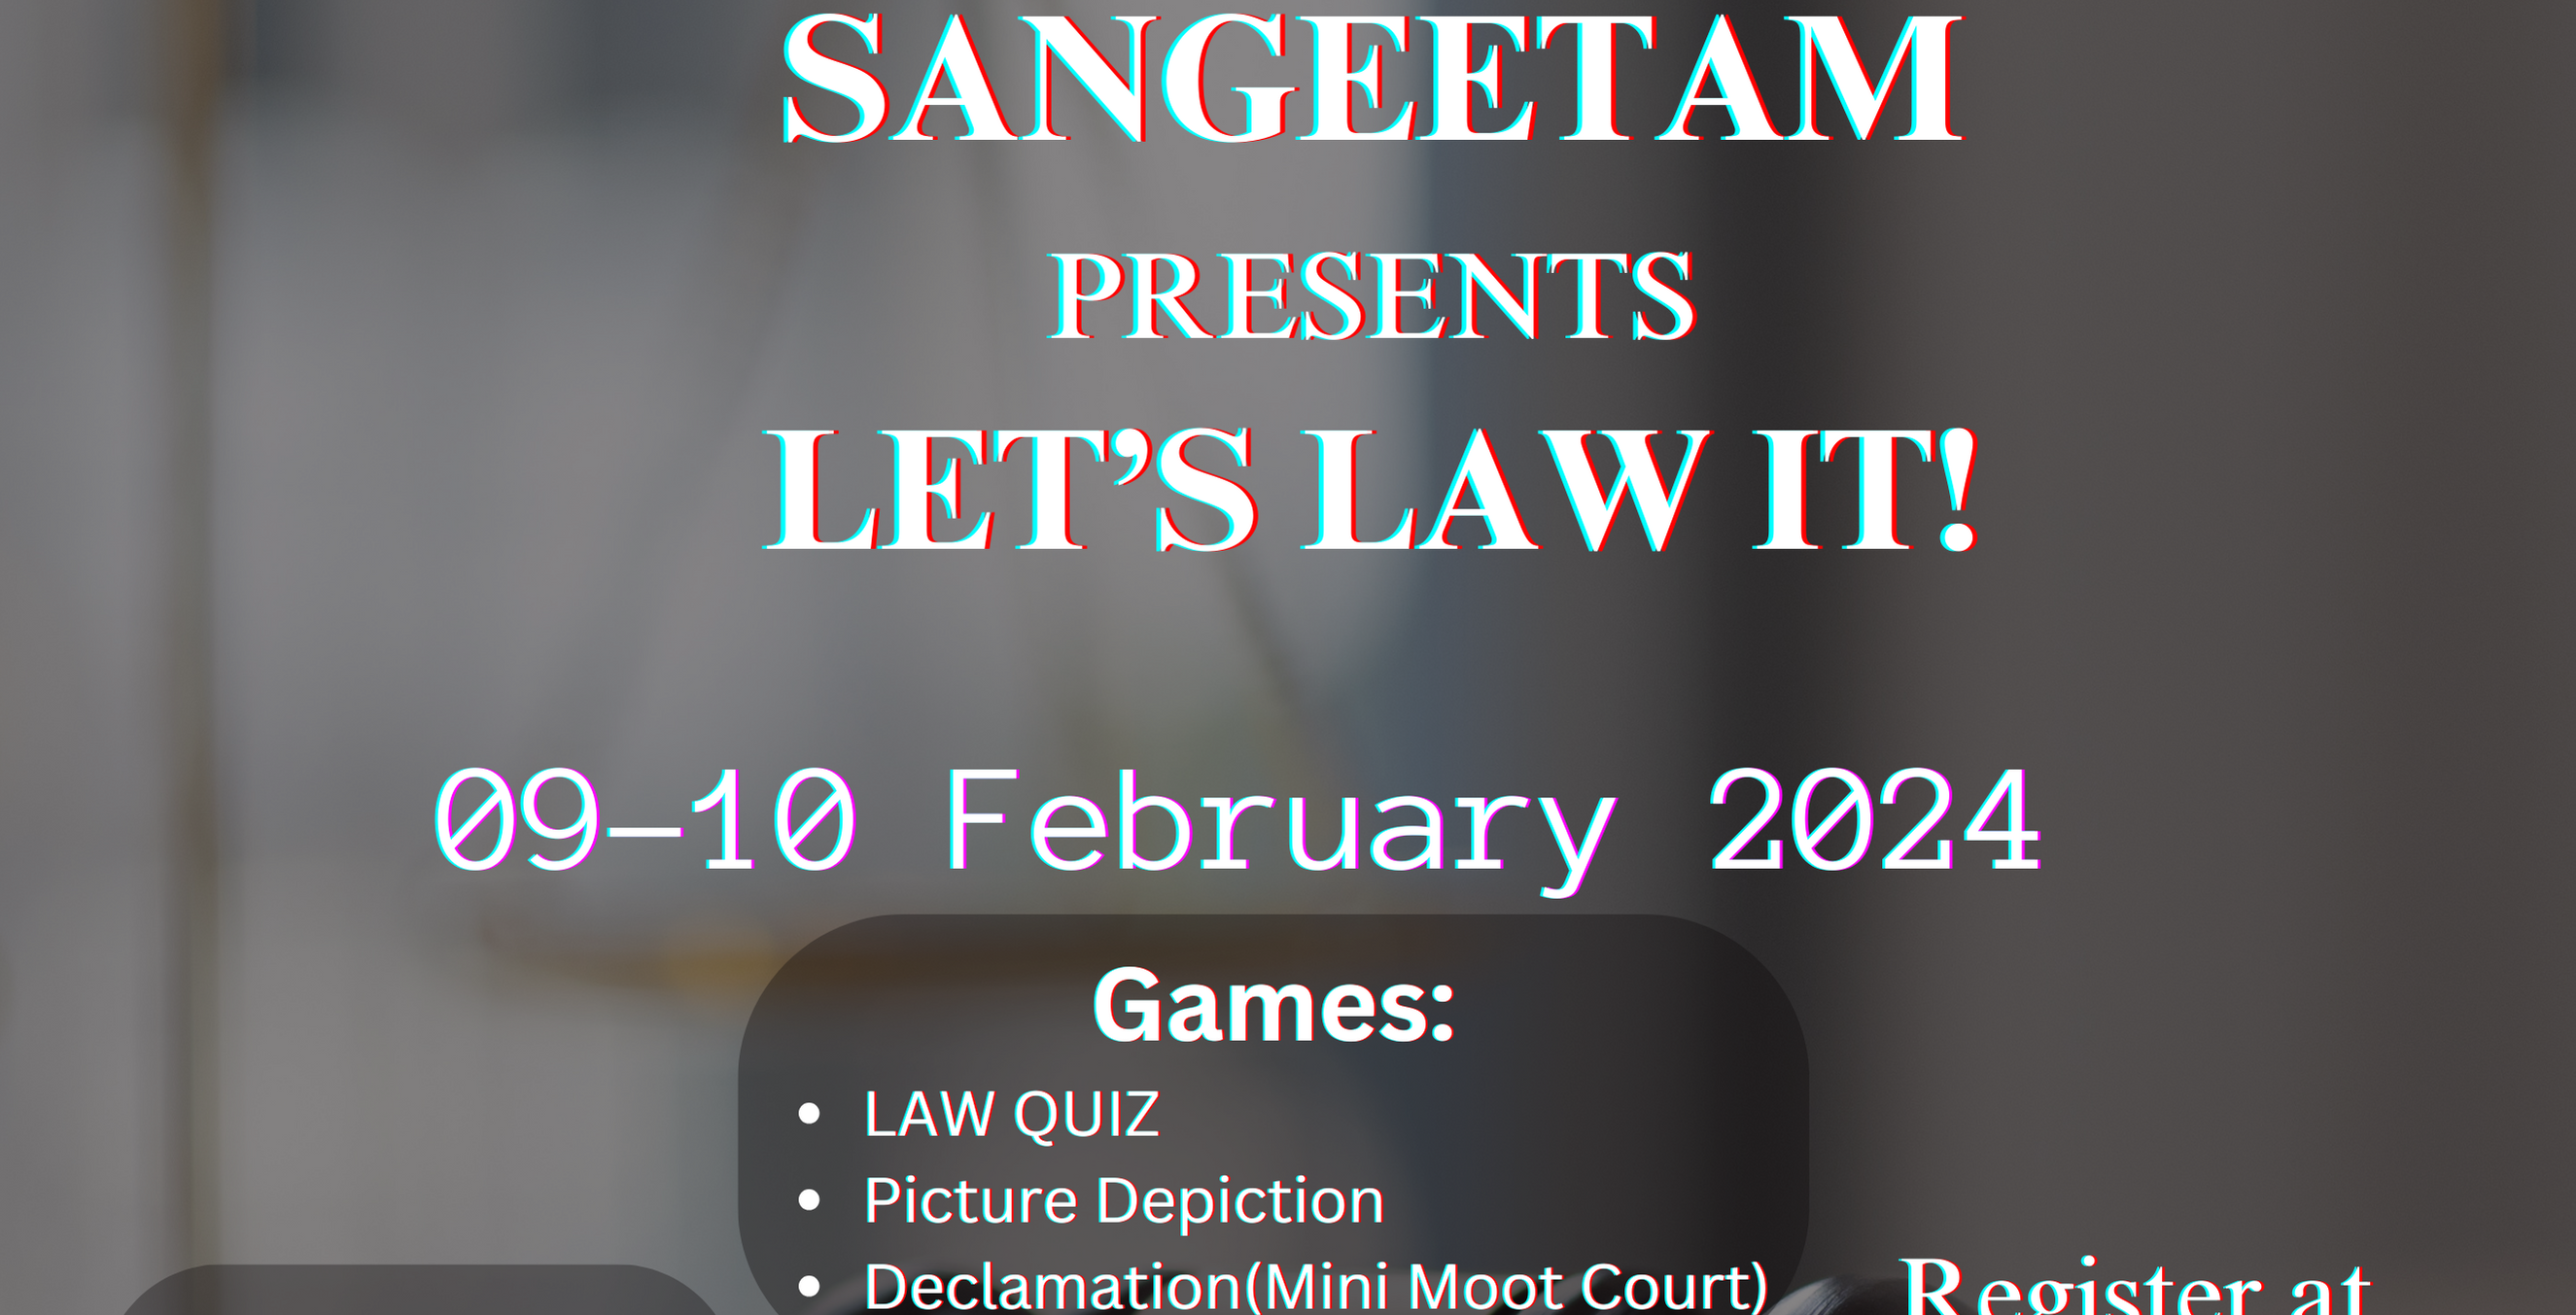 SANGEETAM
PRESENTS
LET’S LAW IT!
09–10 February 2024
Games:
• LAW QUIZ
• Picture Depiction
• Declamation(Mini Moot Court)
Register at